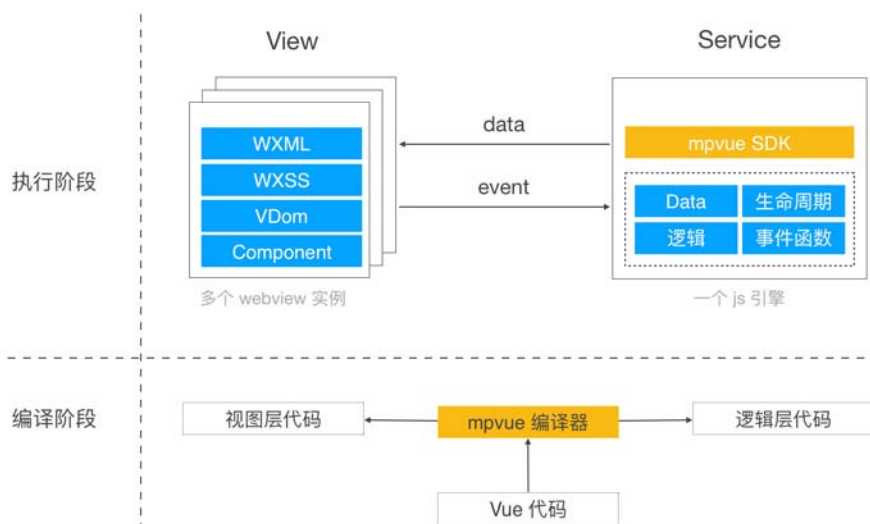 View
Service
执行阶段
WXML
WXSS
VDom
Component
多个 webview 实例
data
event
mpvue SDK
Data
生命周期
逻辑
事件函数
一个 js 引擎
编译阶段
视图层代码
mpvue 编译器
逻辑层代码
Vue 代码